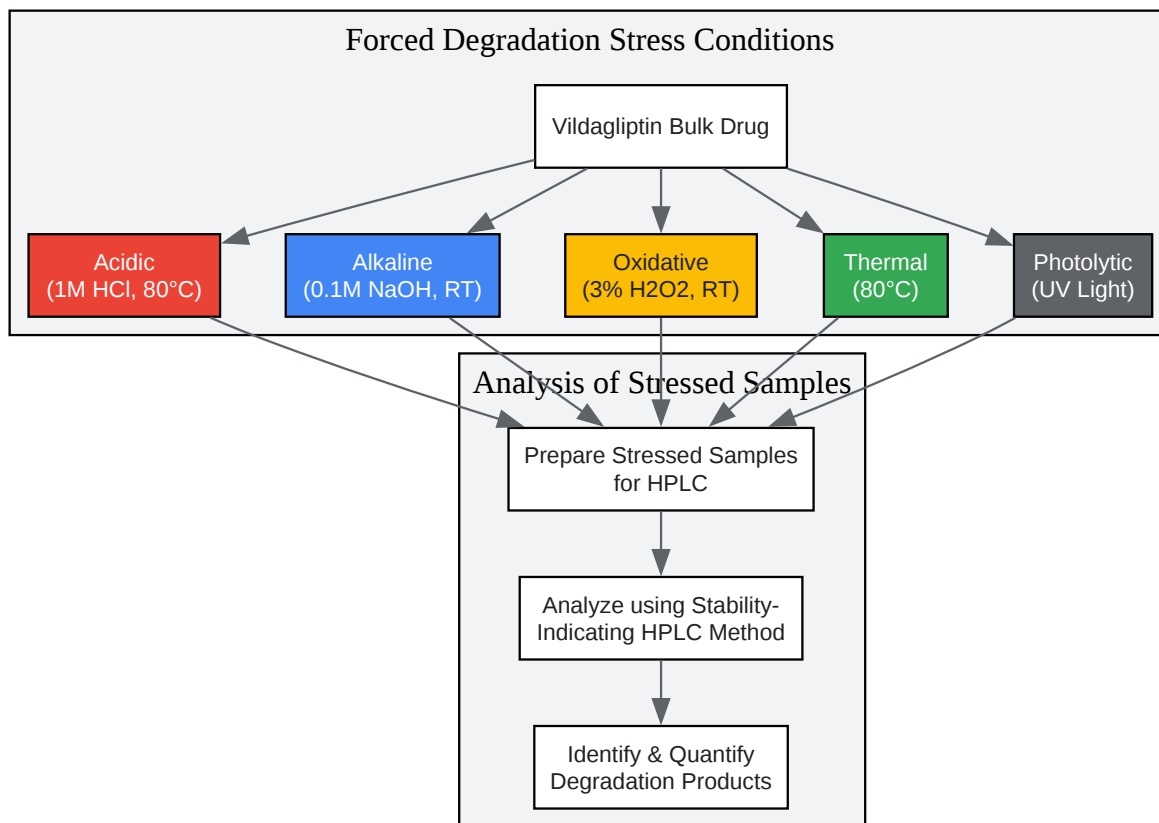 Forced Degradation Stress Conditions
Vildagliptin Bulk Drug
Acidic
(1M HCl, 80°C)
Alkaline
(0.1M NaOH, RT)
Oxidative
(3% H2O2, RT)
Thermal
(80°C)
Photolytic
(UV Light)
Analysis of Stressed Samples
Prepare Stressed Samples
for HPLC
Analyze using Stability-
Indicating HPLC Method
Identify & Quantify
Degradation Products